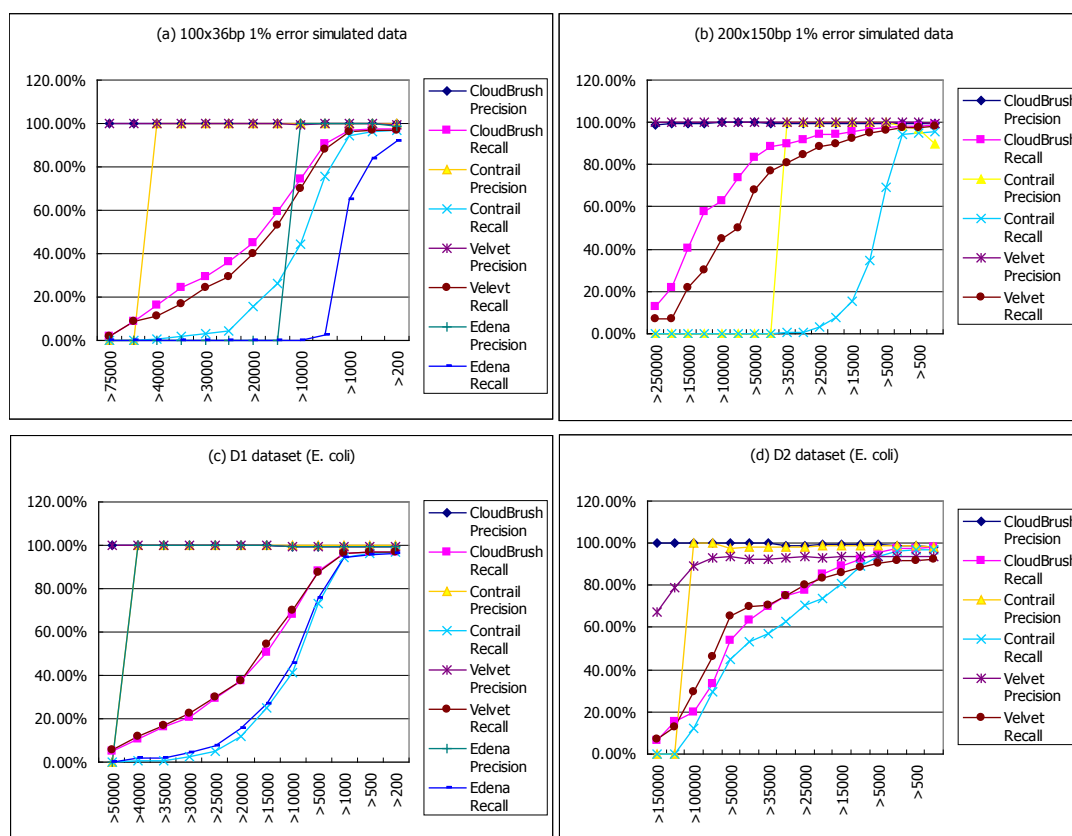 (a) 100x36bp 1% error simulated data
120.00%
100.00%
80.00%
60.00%
40.00%
20.00%
0.00%
>75000
>40000
>30000
>20000
>10000
>1000
>200
CloudBrush
Precision
CloudBrush
Recall
Contrail
Precision
Contrail
Recall
Velvet
Precision
Velevt
Recall
Edena
Precision
Edena
Recall
(b) 200x150bp 1% error simulated data
120.00%
100.00%
80.00%
60.00%
40.00%
20.00%
0.00%
>250000
>150000
>100000
>50000
>35000
>25000
>15000
>5000
>500
CloudBrush
Precision
CloudBrush
Recall
Contrail
Precision
Contrail
Recall
Velvet
Precision
Velvet
Recall
(c) D1 dataset (E. coli)
120.00%
100.00%
80.00%
60.00%
40.00%
20.00%
0.00%
>50000
>40000
>30000
>25000
>20000
>15000
>10000
>5000
>1000
>500
>200
CloudBrush
Precision
CloudBrush
Recall
Contrail
Precision
Contrail
Recall
Velvet
Precision
Velvet
Recall
Edena
Precision
Edena
Recall
(d) D2 dataset (E. coli)
120.00%
100.00%
80.00%
60.00%
40.00%
20.00%
0.00%
>150000
>100000
>50000
>35000
>25000
>15000
>5000
>500
CloudBrush
Precision
CloudBrush
Recall
Contrail
Precision
Contrail
Recall
Velvet
Precision
Velvet
Recall